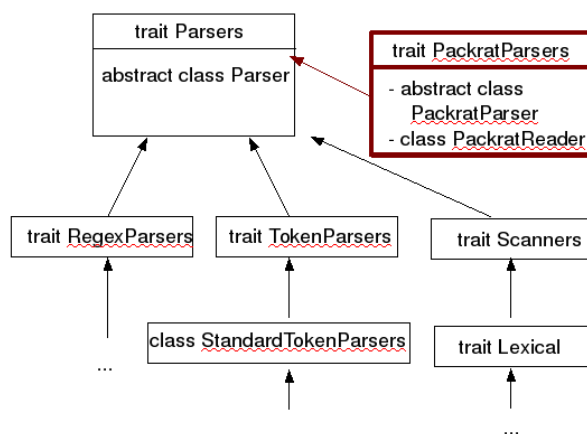 trait Parsers
abstract class Parser
trait PackratParsers
- abstract class
PackratParser
- class PackratReader
trait RegexParsers
trait TokenParsers
trait Scanners
class StandardTokenParsers
trait Lexical
...
...